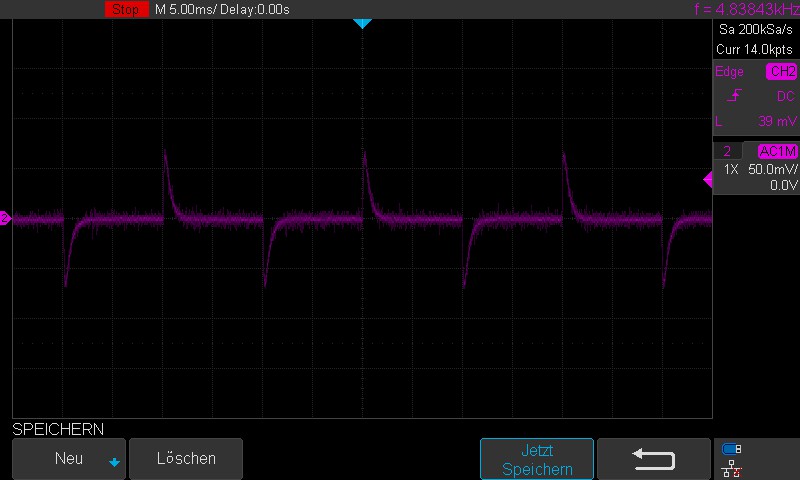 Stop M 5.00ms/ Delay:0.00s f = 4.83843kHz
Sa 200kSa/s
Curr 14.0kpts
Edge CH2
DC
L 39 mV
2 AC1M
1X 50.0mV/
0.0V
2
SPEICHERN
Neu Löschen Jetzt Speichern